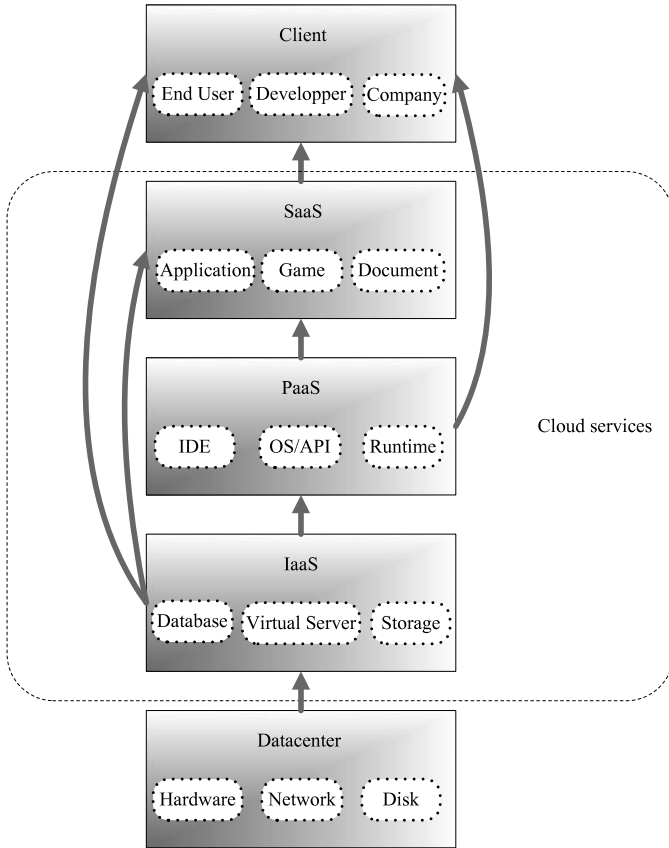 Client
End User Developper Company
SaaS
Application Game Document
PaaS
IDE OS/API Runtime
Cloud services
IaaS
Database Virtual Server Storage
Datacenter
Hardware Network Disk